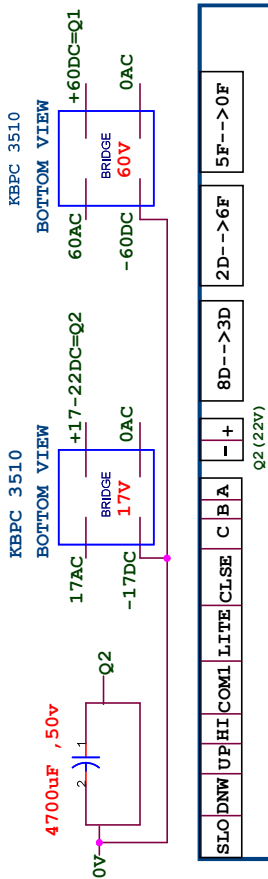 4700uF ,50v
2
1
0V
Q2
KBPC 3510
BOTTOM VIEW
17AC
+17-22DC=Q2
BRIDGE
17V
-17DC
0AC
KBPC 3510
BOTTOM VIEW
60AC
+60DC=Q1
BRIDGE
60V
-60DC
0AC
SLO DNW UP HI COM1 LITE CLSE C B A - + 8D-->3D 2D-->6F 5F-->0F
Q2(22V)